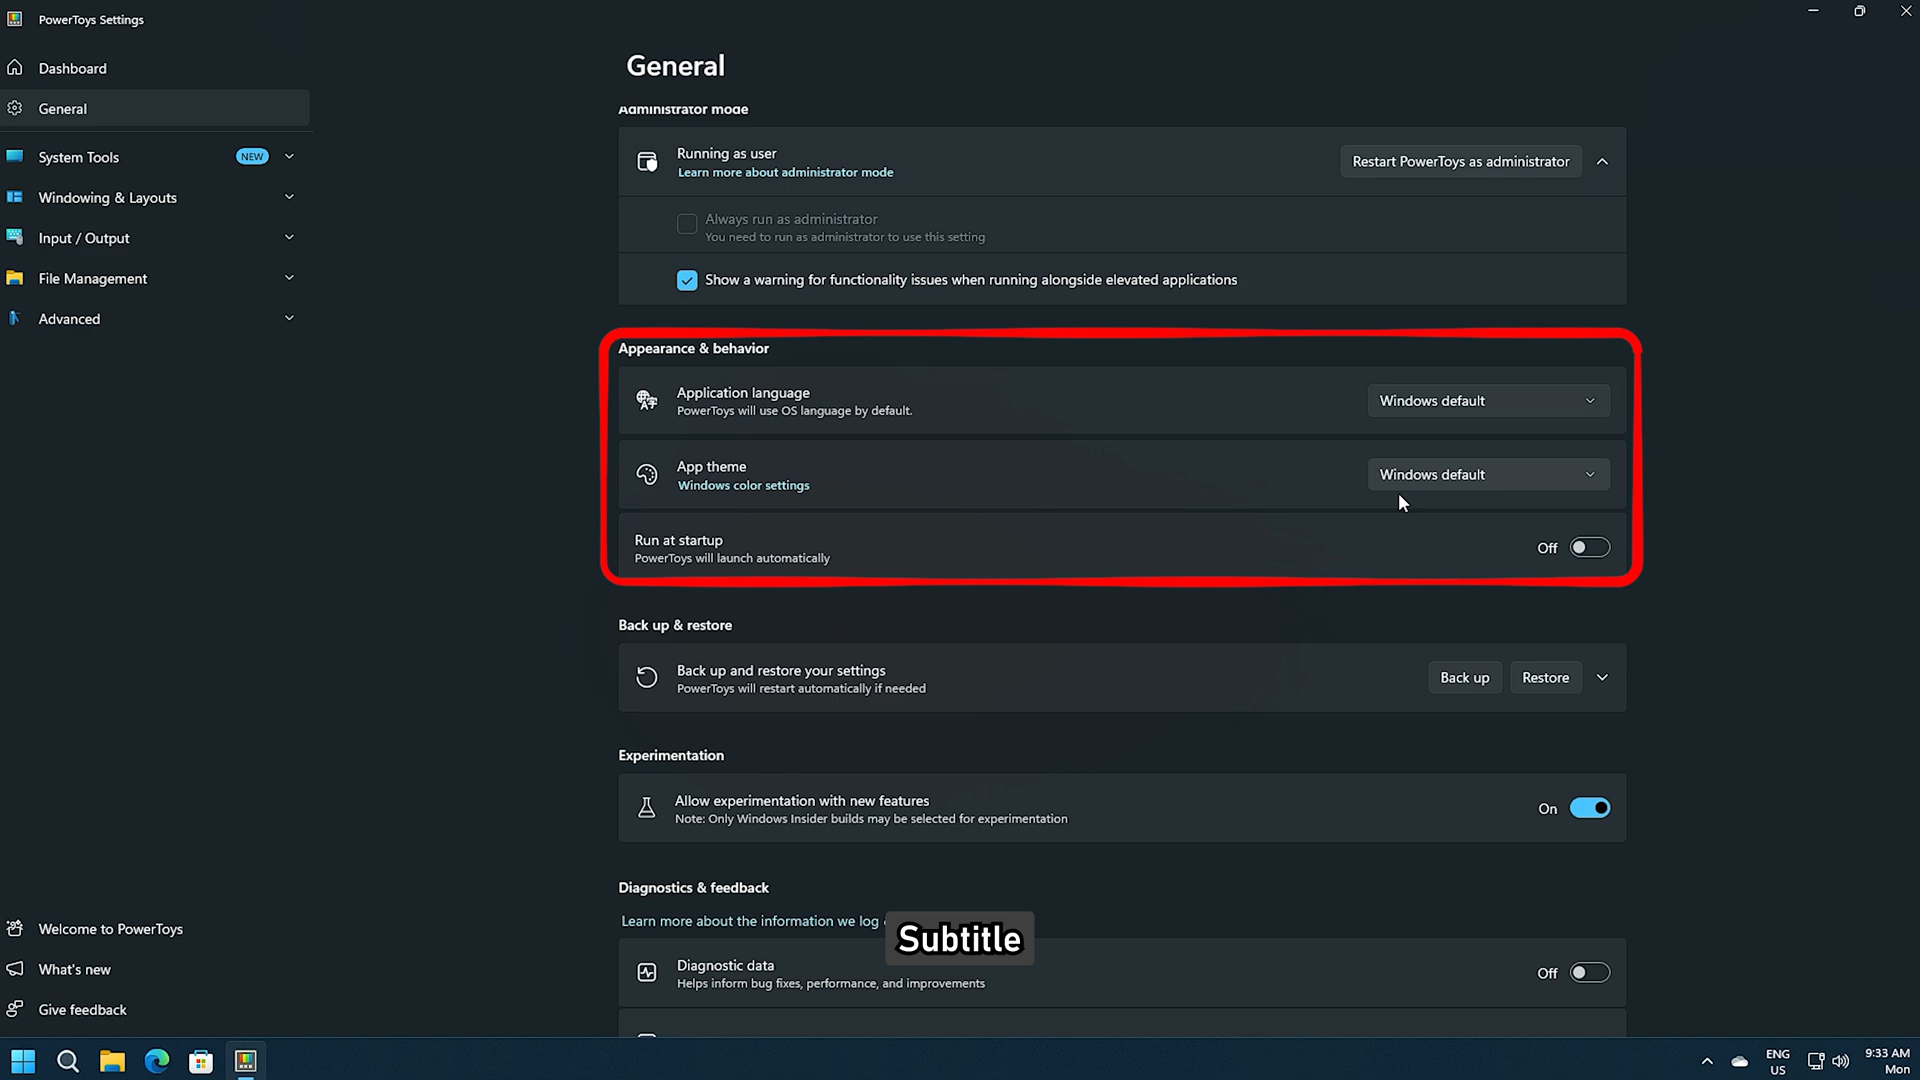 PowerToys Settings
Dashboard
General
System Tools
NEW
Windowing & Layouts
Input / Output
File Management
Advanced
Welcome to PowerToys
What's new
Give feedback
General
Administrator mode
Running as user
Learn more about administrator mode
Restart PowerToys as administrator
Always run as administrator
You need to run as administrator to use this setting
Show a warning for functionality issues when running alongside elevated applications
Appearance & behavior
Application language
PowerToys will use OS language by default.
Windows default
App theme
Windows color settings
Windows default
Run at startup
PowerToys will launch automatically
Off
Back up & restore
Back up and restore your settings
PowerToys will restart automatically if needed
Back up
Restore
Experimentation
Allow experimentation with new features
Note: Only Windows Insider builds may be selected for experimentation
On
Diagnostics & feedback
Learn more about the information we log
Subtitle
Diagnostic data
Helps inform bug fixes, performance, and improvements
Off
ENG
US
9:33 AM
Mon